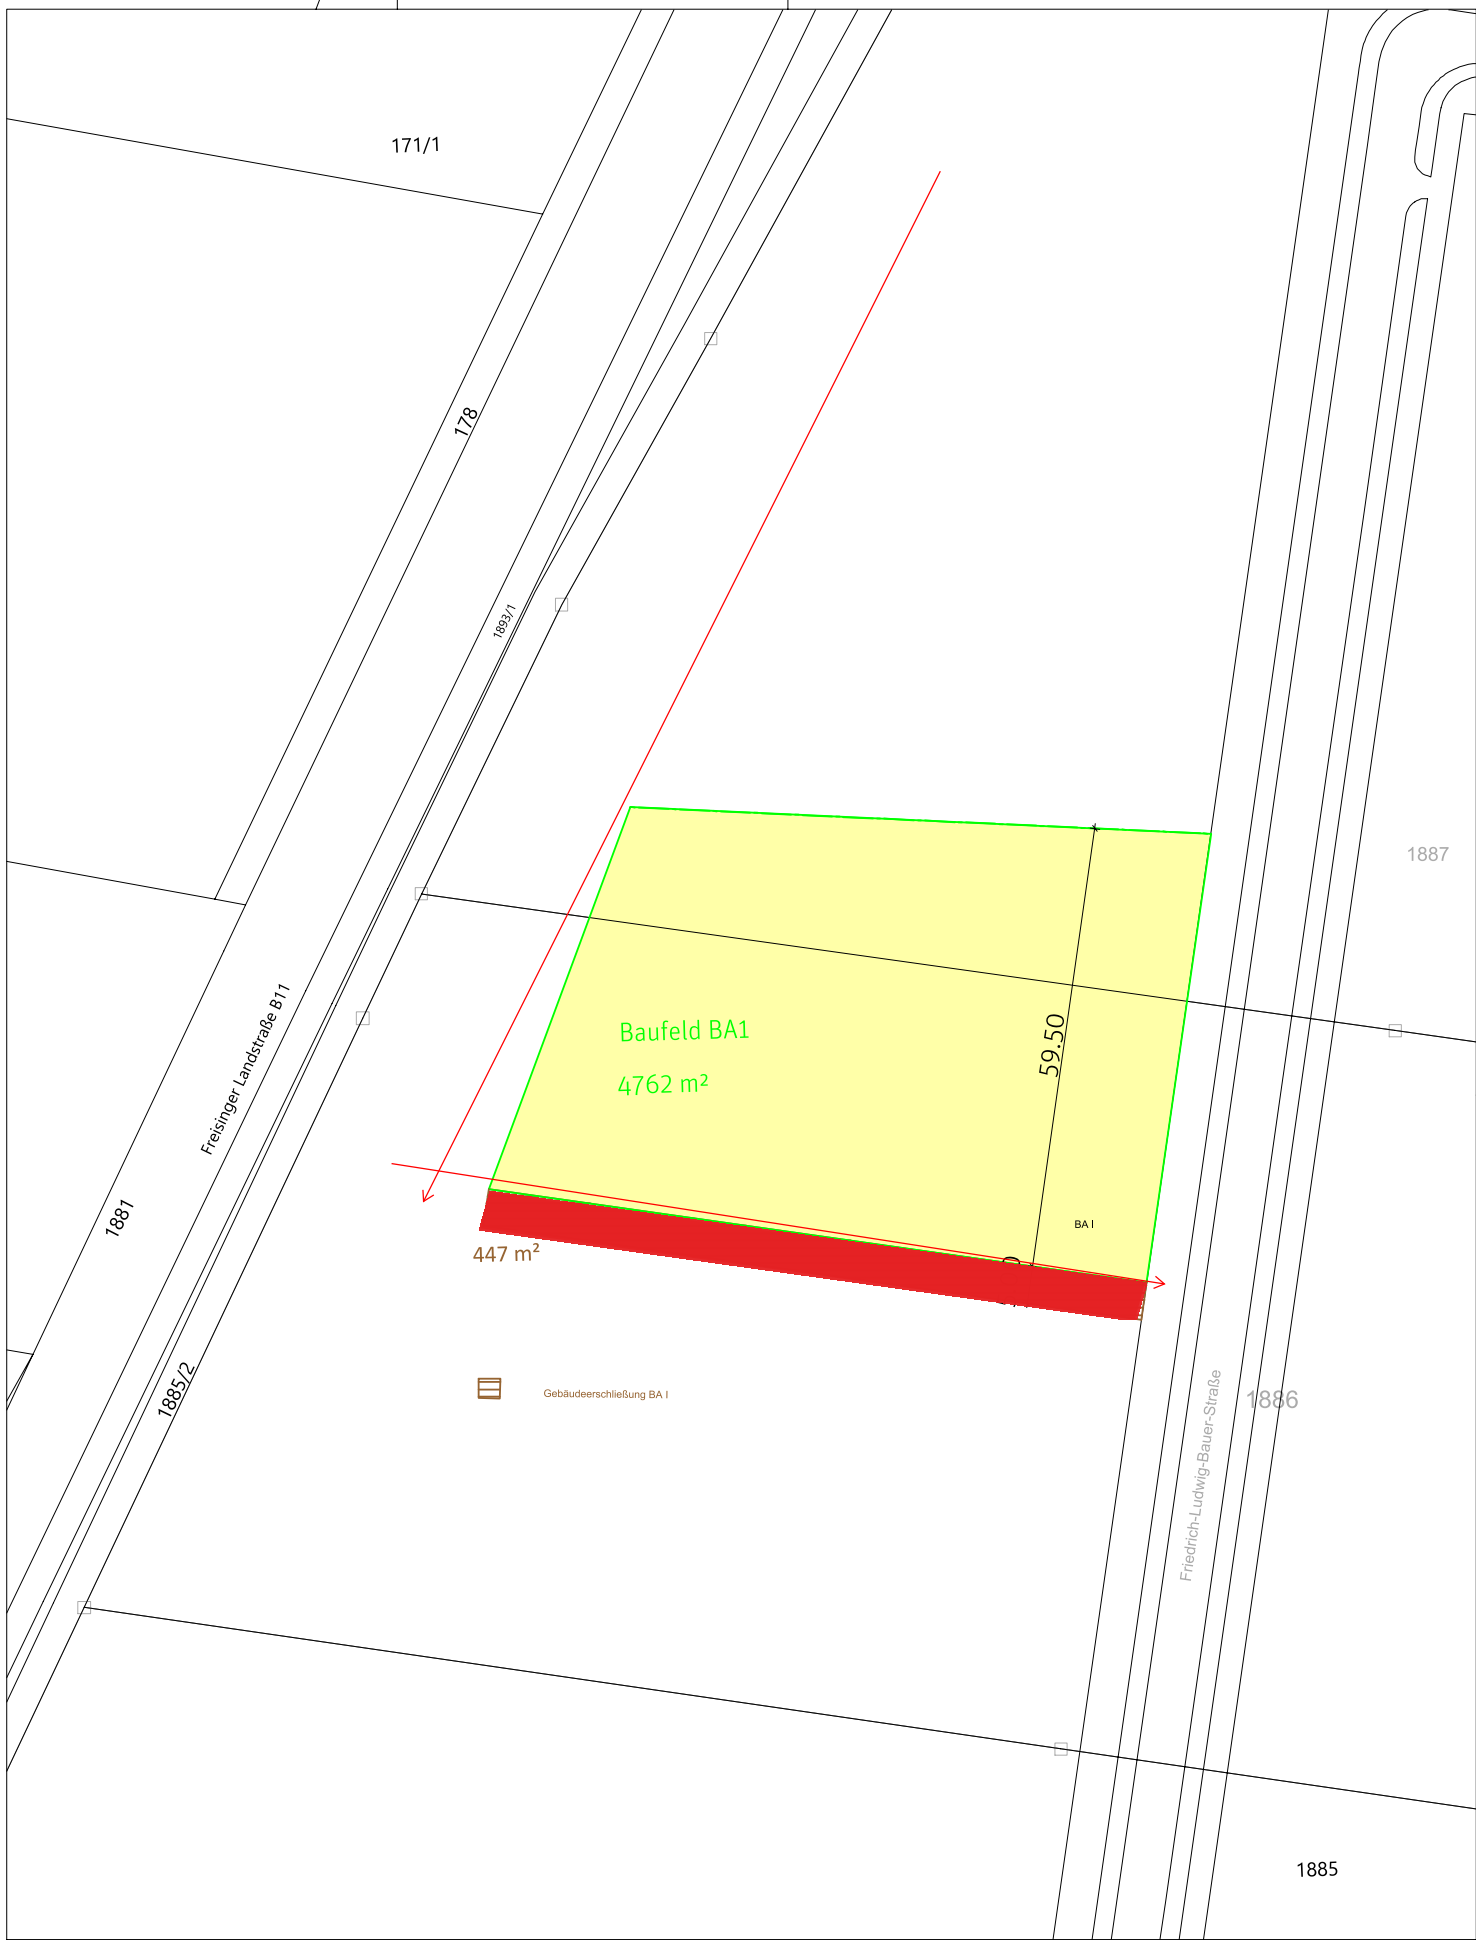 171/1
178
1893/1
1887
Freisinger Landstraße B11
Baufeld BA1
59.50
4762 m²
1881
BA I
447 m²
1885/2
Gebäudeerschließung BA I
1886
Friedrich-Ludwig-Bauer-Straße
1885